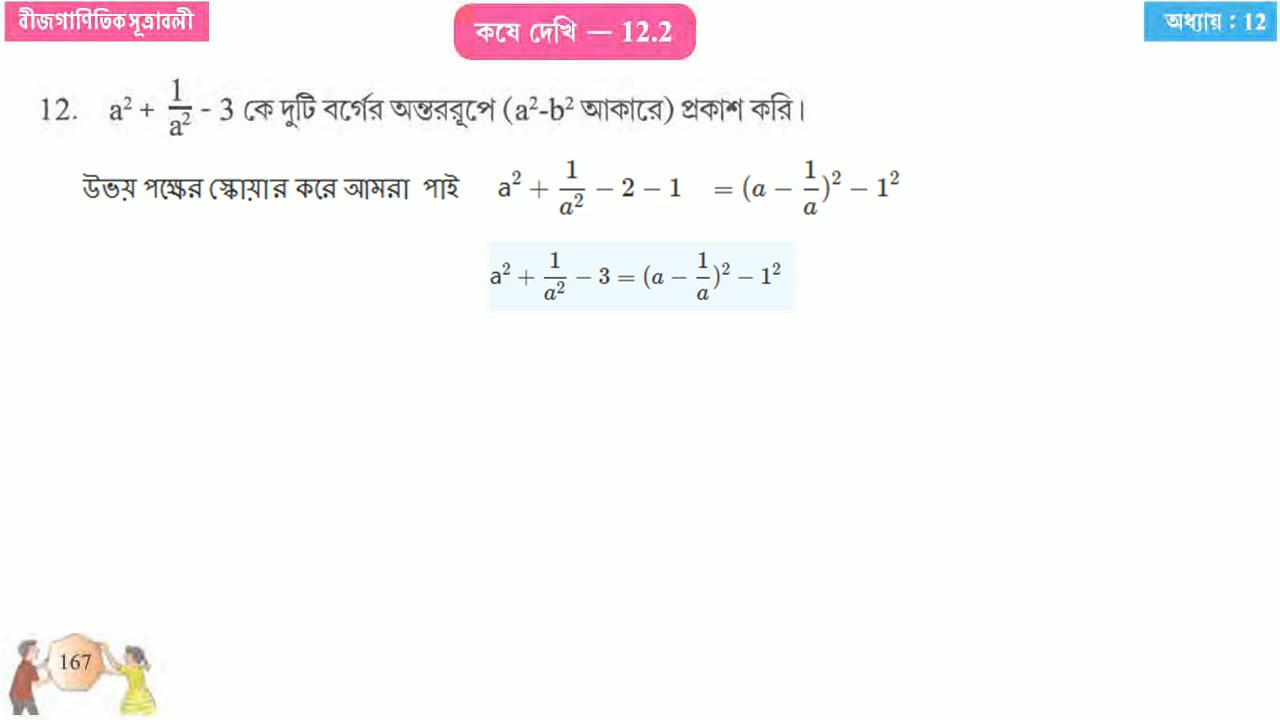 বীজগাণিতিক সূত্রাবলী
কষে দেখি — 12.2
অধ্যায় : 12
12. a² + 1/a² - 3 কে দুটি বর্গের অন্তররূপে (a²-b² আকারে) প্রকাশ করি।
উভয় পক্ষের স্কোয়ার করে আমরা পাই a² + 1/a² − 2 − 1 = (a − 1/a)² − 1²
a² + 1/a² − 3 = (a − 1/a)² − 1²
167